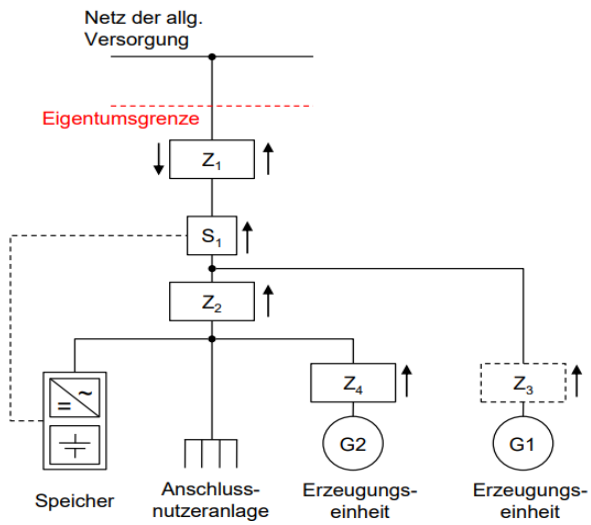 Netz der allg.
Versorgung
Eigentumsgrenze
Z₁
S₁
Z₂
Z₄
Z₃
= ~
G2
G1
Speicher
Anschluss-
nutzeranlage
Erzeugungs-
einheit
Erzeugungs-
einheit